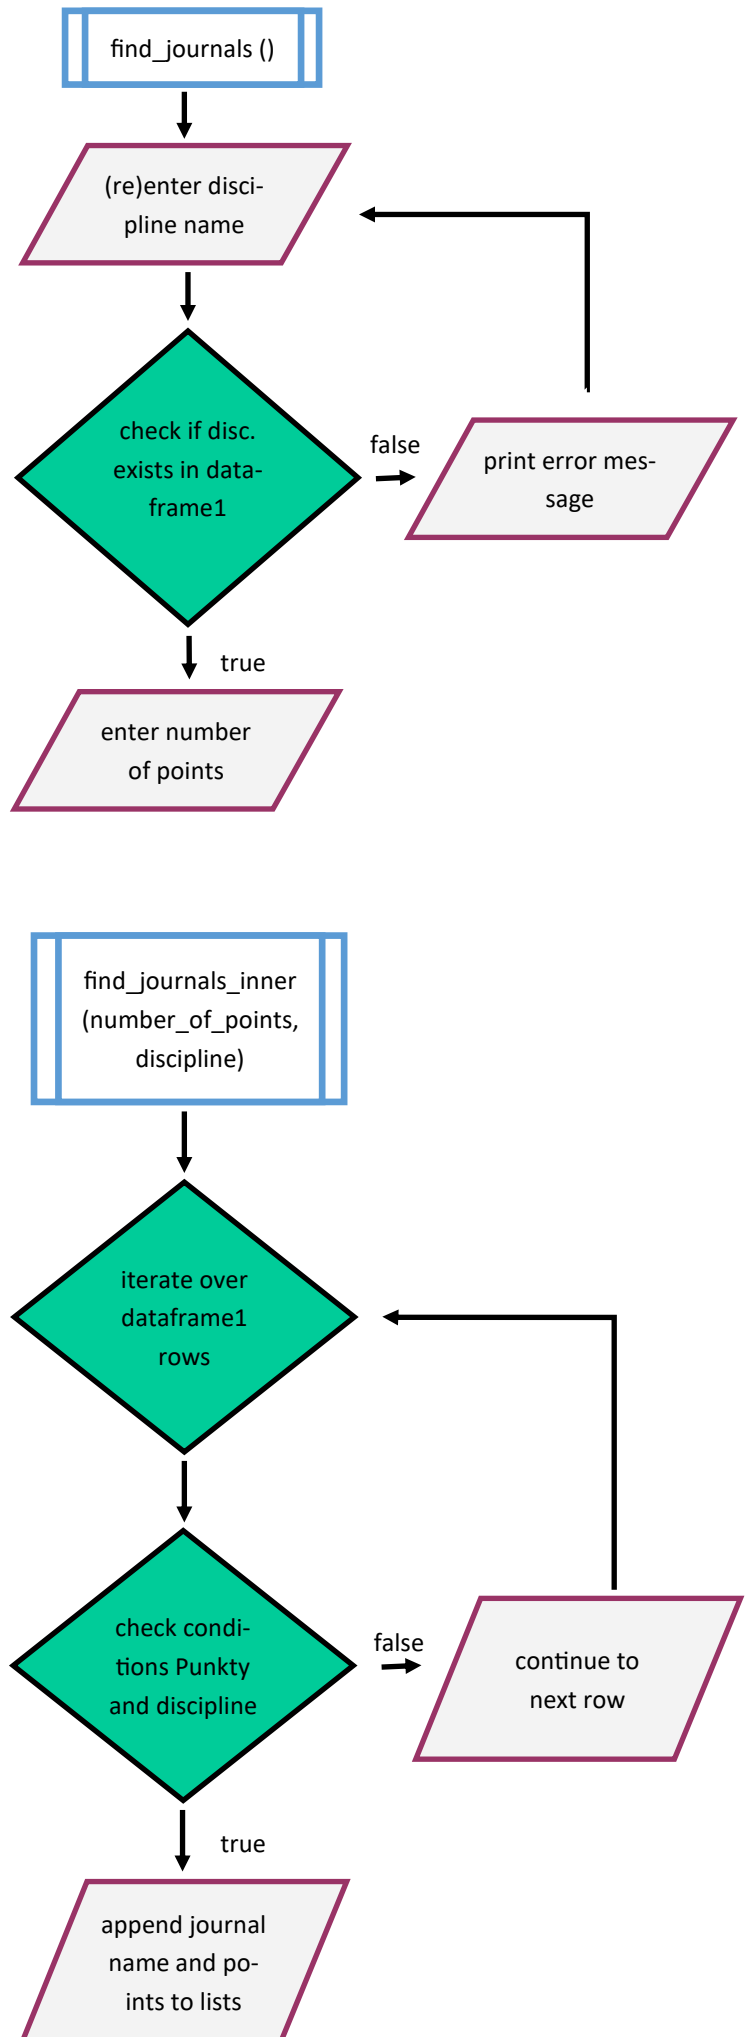 find_journals ()
(re)enter disci-
pline name
check if disc.
exists in data-
frame1
false
print error mes-
sage
true
enter number
of points
find_journals_inner
(number_of_points,
discipline)
iterate over
dataframe1
rows
check condi-
tions Punkty
and discipline
false
continue to
next row
true
append journal
name and po-
ints to lists